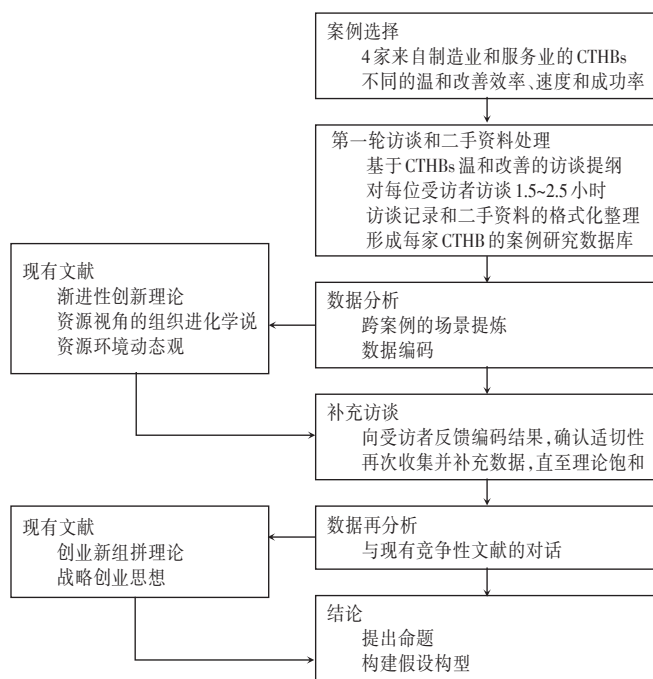 案例选择
4家来自制造业和服务业的CTHBs
不同的温和改善效率、速度和成功率
第一轮访谈和二手资料处理
基于CTHBs温和改善的访谈提纲
对每位受访者访谈1.5~2.5小时
访谈记录和二手资料的格式化整理
形成每家CTHB的案例研究数据库
现有文献
渐进性创新理论
资源视角的组织进化学说
资源环境动态观
数据分析
跨案例的场景提炼
数据编码
补充访谈
向受访者反馈编码结果,确认适切性
再次收集并补充数据,直至理论饱和
现有文献
创业新组拼理论
战略创业思想
数据再分析
与现有竞争性文献的对话
结论
提出命题
构建假设构型